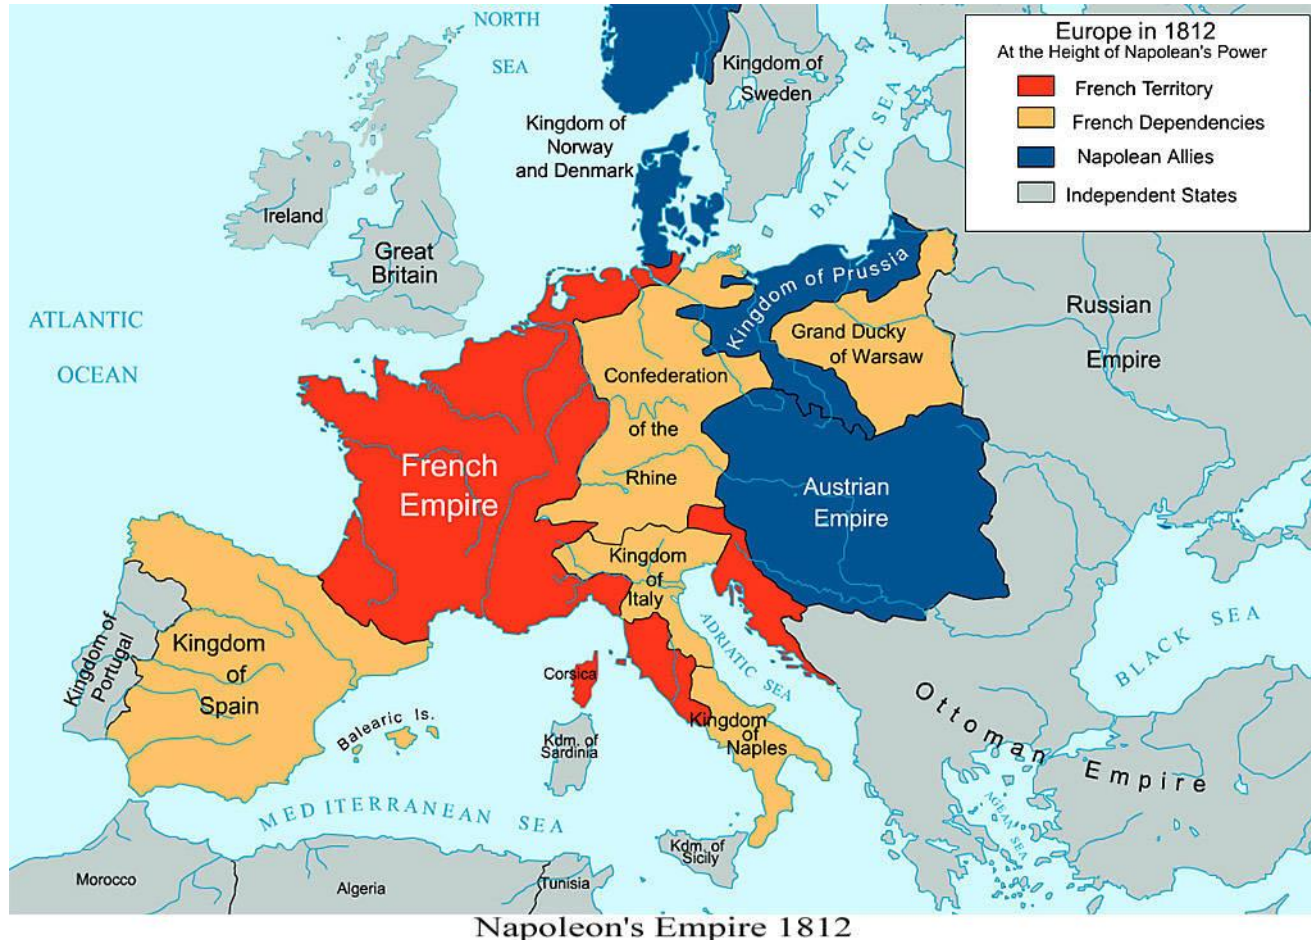 NORTH
SEA
Europe in 1812
At the Height of Napolean's Power
French Territory
French Dependencies
Napolean Allies
Independent States
Kingdom of
Sweden
Kingdom of
Norway
and Denmark
BALTIC SEA
Ireland
Great
Britain
ATLANTIC
OCEAN
Kingdom of Prussia
Russian
Empire
Grand Ducky
of Warsaw
Confederation
of the
Rhine
French
Empire
Austrian
Empire
Kingdom
of
Italy
Kingdom of
Portugal
Kingdom
of
Spain
Balearic Is.
Corsica
Kdm. of
Sardinia
ADRIATIC SEA
Kingdom
of
Naples
BLACK SEA
Ottoman Empire
AGEAN
SEA
MEDITERRANEAN SEA
Kdm. of
Sicily
Morocco
Algeria
Tunisia
Napoleon's Empire 1812